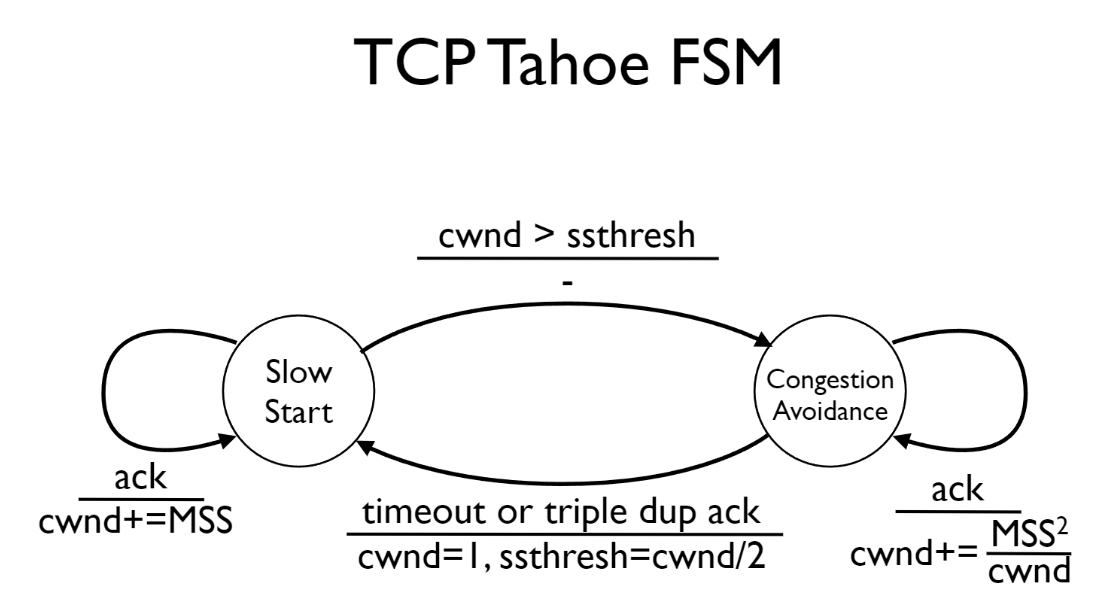 TCP Tahoe FSM
cwnd > ssthresh
-
Slow
Start
Congestion
Avoidance
ack
cwnd+=MSS
timeout or triple dup ack
cwnd=1, ssthresh=cwnd/2
ack
cwnd+= MSS²
cwnd